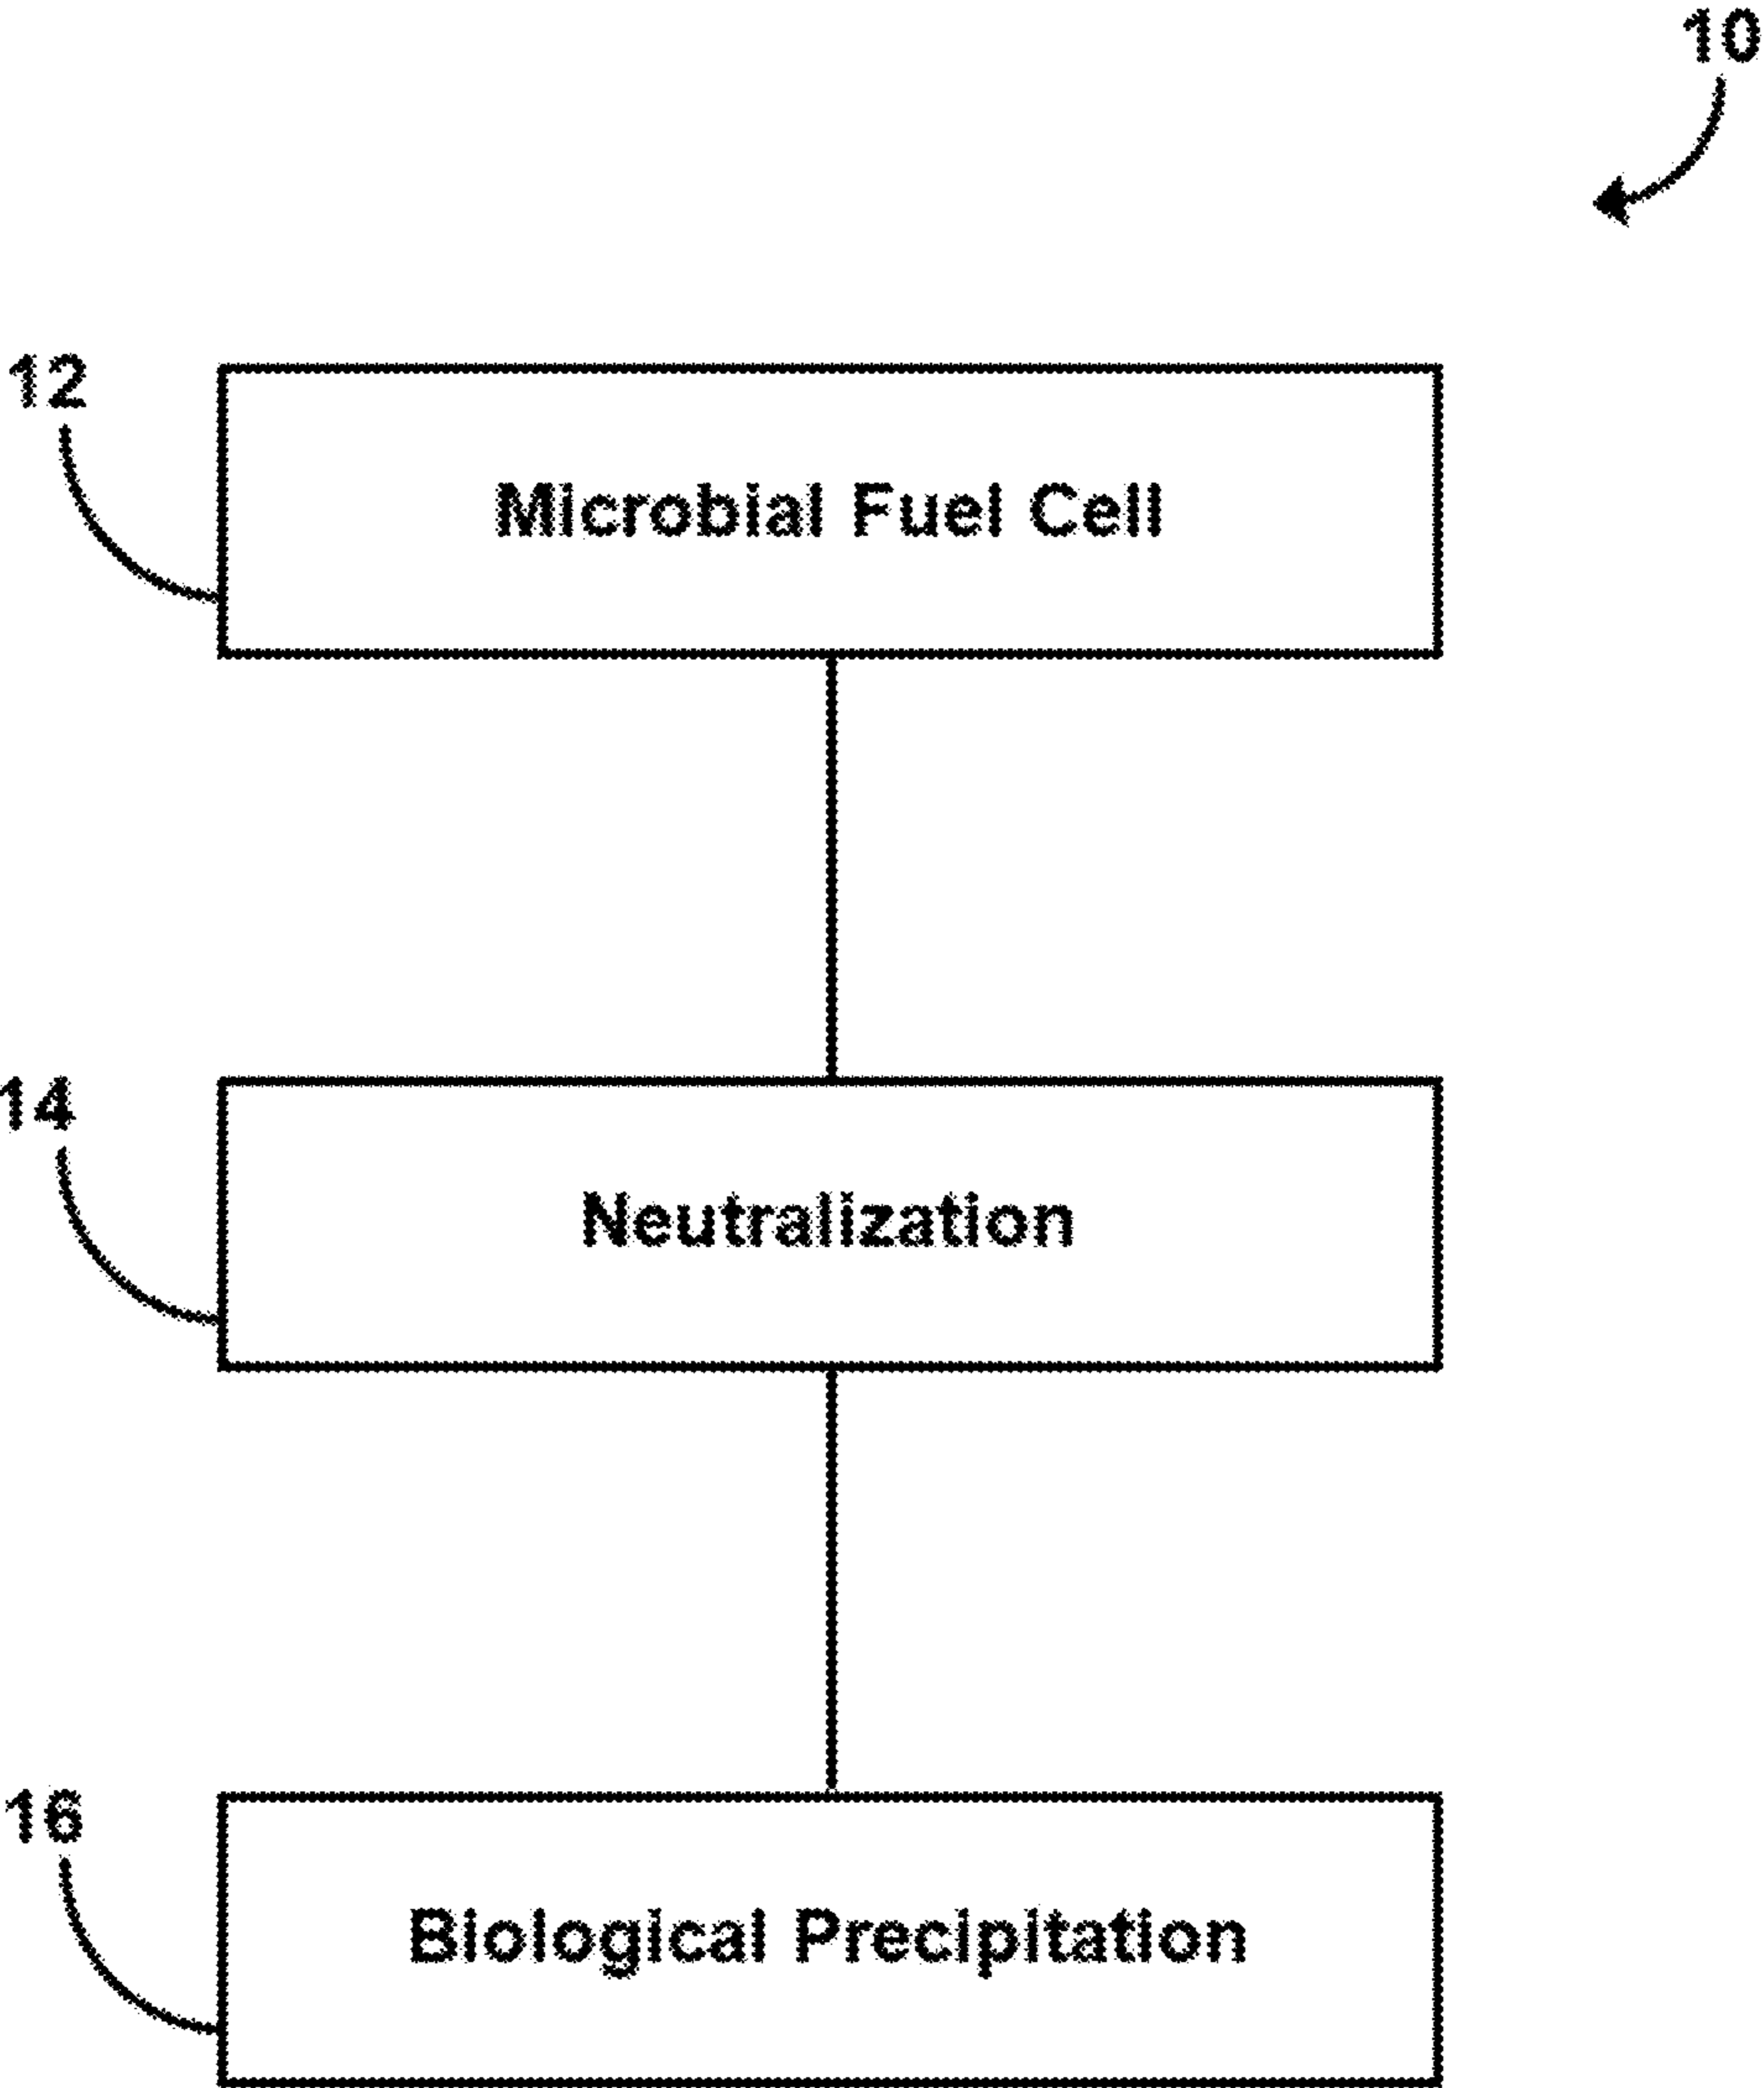 10
12
Microbial Fuel Cell
14
Neutralization
16
Biological Precipitation